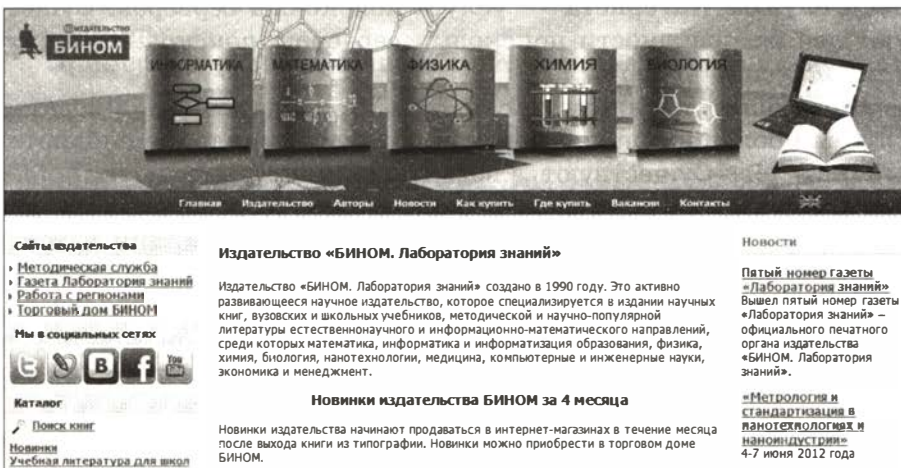 Издательство
БИНОМ
ИНФОРМАТИКА
МАТЕМАТИКА
ФИЗИКА
ХИМИЯ
БИОЛОГИЯ
Главная Издательство Авторы Новости Как купить Где купить Вакансии Контакты
Сайты издательства
Методическая служба
Газета Лаборатория знаний
Работа с регионами
Торговый дом БИНОМ
Мы в социальных сетях
You Tube
Каталог
Поиск книг
Новинки
Учебная литература для школ
Издательство «БИНОМ. Лаборатория знаний»
Издательство «БИНОМ. Лаборатория знаний» создано в 1990 году. Это активно
развивающееся научное издательство, которое специализируется в издании научных
книг, вузовских и школьных учебников, методической и научно-популярной
литературы естественнонаучного и информационно-математического направлений,
среди которых математика, информатика и информатизация образования, физика,
химия, биология, нанотехнологии, медицина, компьютерные и инженерные науки,
экономика и менеджмент.
Новинки издательства БИНОМ за 4 месяца
Новинки издательства начинают продаваться в интернет-магазинах в течение месяца
после выхода книги из типографии. Новинки можно приобрести в торговом доме
БИНОМ.
Новости
Пятый номер газеты
«Лаборатория знаний»
Вышел пятый номер газеты
«Лаборатория знаний» –
официального печатного
органа издательства
«БИНОМ. Лаборатория
знаний».
«Метрология и
стандартизация в
нанотехнологиях и
наноиндустрии»
4-7 июня 2012 года